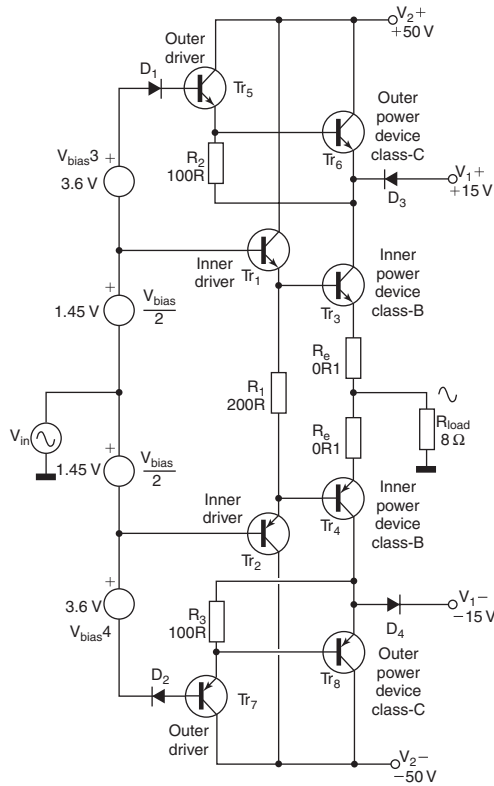 Outer
driver
V2+
+50 V
D1
Tr5
Outer
power
device
class-C
Vbias3
+
3.6 V
R2
100R
Tr6
V1+
+15 V
D3
Inner
driver
Tr1
Inner
power
device
class-B
Tr3
+
1.45 V
Vbias
2
Re
0R1
R1
200R
Vin
Re
0R1
Rload
8 Ω
+
1.45 V
Vbias
2
Inner
driver
Tr4
Inner
power
device
class-B
Tr2
+
3.6 V
Vbias4
R3
100R
D4
V1−
−15 V
D2
Tr7
Tr8
Outer
power
device
class-C
Outer
driver
V2−
−50 V